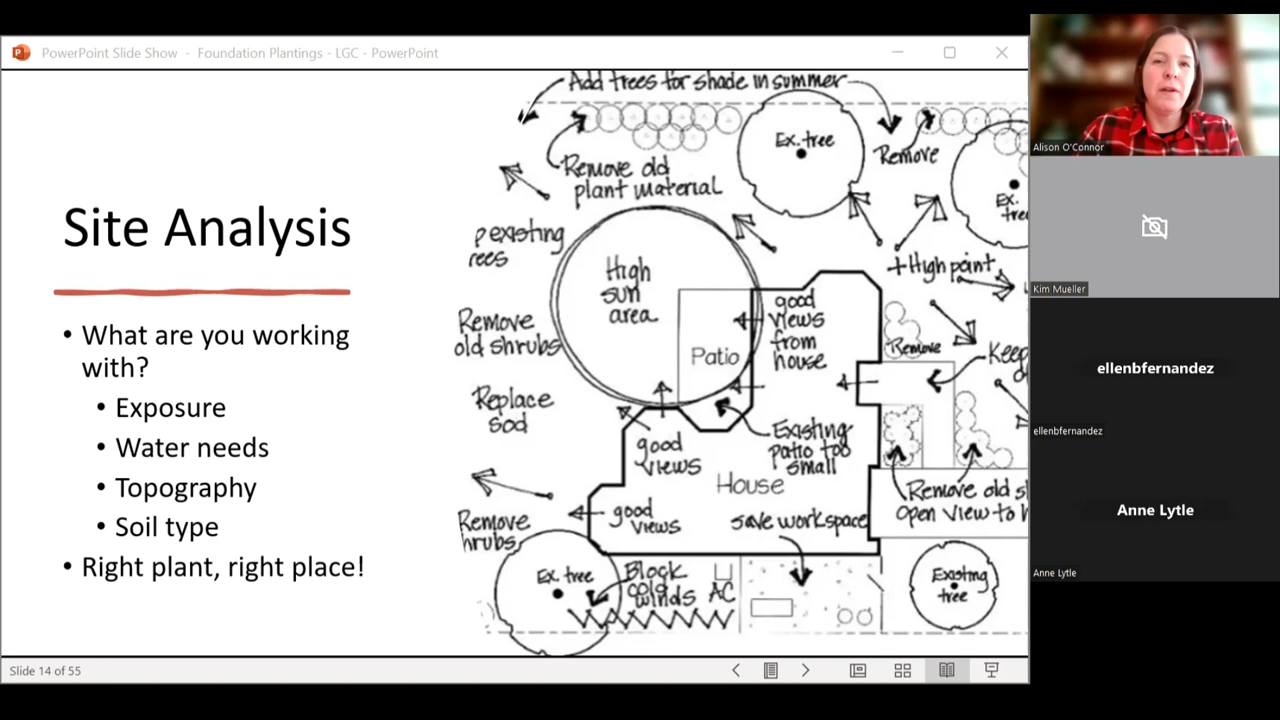 PowerPoint Slide Show - Foundation Plantings - LGC - PowerPoint
Site Analysis
• What are you working
with?
• Exposure
• Water needs
• Topography
• Soil type
• Right plant, right place!
Add trees for shade in summer
Ex. tree
Remove
Remove old
plant material
Ex.
tree
p existing
rees
High
sun
area
+High point
good
views
from
house
Remove
old shrubs
Patio
Remove
Keep
Replace
sod
good
views
Existing
patio too
small
House
Remove old s
open view to
good
views
save workspace
Remove
hrubs
Ex. tree
Block
cold
winds
AC
Existing
tree
Slide 14 of 55
Alison O'Connor
Kim Mueller
ellenbfernandez
ellenbfernandez
Anne Lytle
Anne Lytle